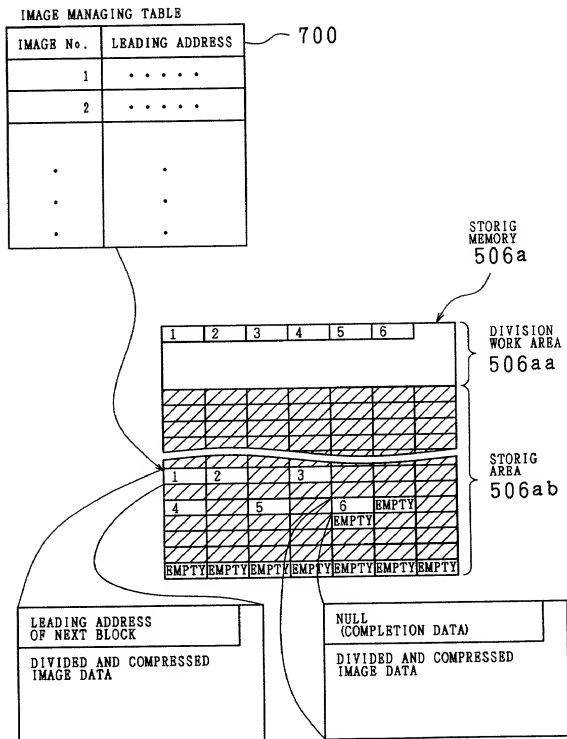 IMAGE MANAGING TABLE
IMAGE No. LEADING ADDRESS
700
1 . . . . .
2 . . . . .
STORIG
MEMORY
506a
1 2 3 4 5 6
DIVISION
WORK AREA
506aa
STORIG
AREA
506ab
1 2 3
4 5 6 EMPTY
EMPTY
EMPTY EMPTY EMPTY EMPTY EMPTY EMPTY EMPTY
LEADING ADDRESS
OF NEXT BLOCK
DIVIDED AND COMPRESSED
IMAGE DATA
NULL
(COMPLETION DATA)
DIVIDED AND COMPRESSED
IMAGE DATA